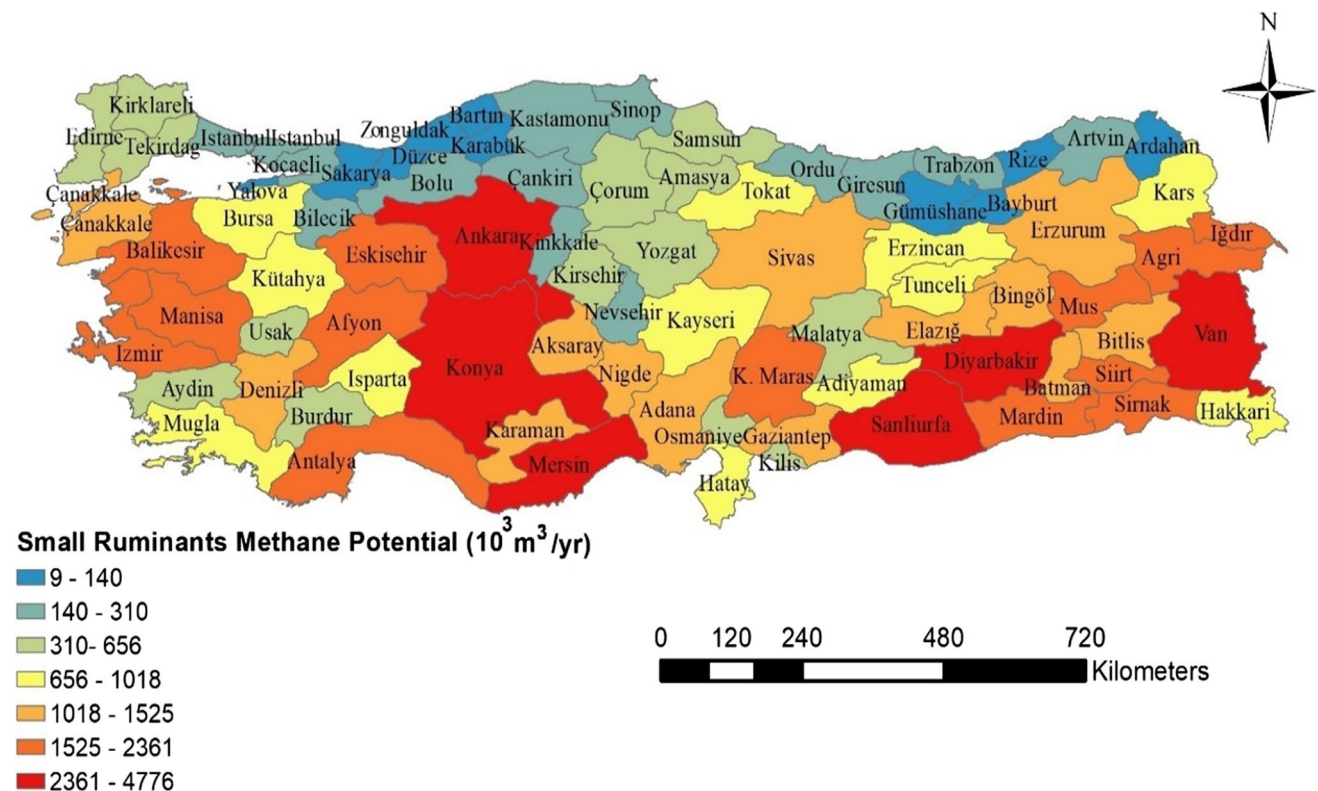 N
Kirklareli
Edirne
Tekirdag
Istanbul
Istanbul
Kocaeli
Yalova
Sakarya
Zonguldak
Düzce
Bolu
Bartın
Karabük
Kastamonu
Sinop
Çankiri
Samsun
Çorum
Amasya
Tokat
Ordu
Giresun
Trabzon
Gümüshane
Bayburt
Rize
Artvin
Ardahan
Kars
Çanakkale
Çanakkale
Balikesir
Bursa
Bilecik
Kütahya
Eskisehir
Ankara
Kinkkale
Kirsehir
Yozgat
Sivas
Erzincan
Tunceli
Erzurum
Agri
Iğdır
Manisa
Izmir
Usak
Afyon
Konya
Aksaray
Nevsehir
Kayseri
Malatya
Elazığ
Bingöl
Mus
Bitlis
Van
Aydin
Denizli
Isparta
Burdur
Mugla
Antalya
Karaman
Mersin
Nigde
Adana
K. Maras
Osmaniye
Gaziantep
Kilis
Hatay
Adiyaman
Sanliurfa
Diyarbakir
Batman
Mardin
Siirt
Sirnak
Hakkari
Small Ruminants Methane Potential (10³ m³ /yr)
9 - 140
140 - 310
310- 656
656 - 1018
1018 - 1525
1525 - 2361
2361 - 4776
0 120 240 480 720
Kilometers